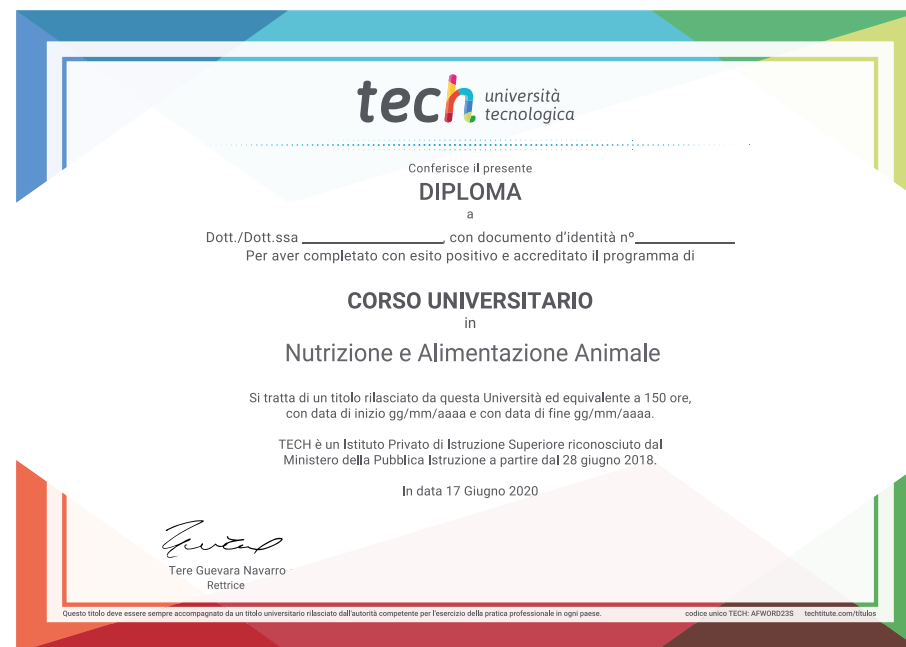 tech università
tecnologica
Conferisce il presente
DIPLOMA
a
Dott./Dott.ssa ________________, con documento d'identità nº____________
Per aver completato con esito positivo e accreditato il programma di
CORSO UNIVERSITARIO
in
Nutrizione e Alimentazione Animale
Si tratta di un titolo rilasciato da questa Università ed equivalente a 150 ore,
con data di inizio gg/mm/aaaa e con data di fine gg/mm/aaaa.
TECH è un Istituto Privato di Istruzione Superiore riconosciuto dal
Ministero della Pubblica Istruzione a partire dal 28 giugno 2018.
In data 17 Giugno 2020
Tere Guevara Navarro
Rettrice
Questo titolo deve essere sempre accompagnato da un titolo universitario rilasciato dall'autorità competente per l'esercizio della pratica professionale in ogni paese. codice unico TECH: AFWORD23S techtitute.com/títulos